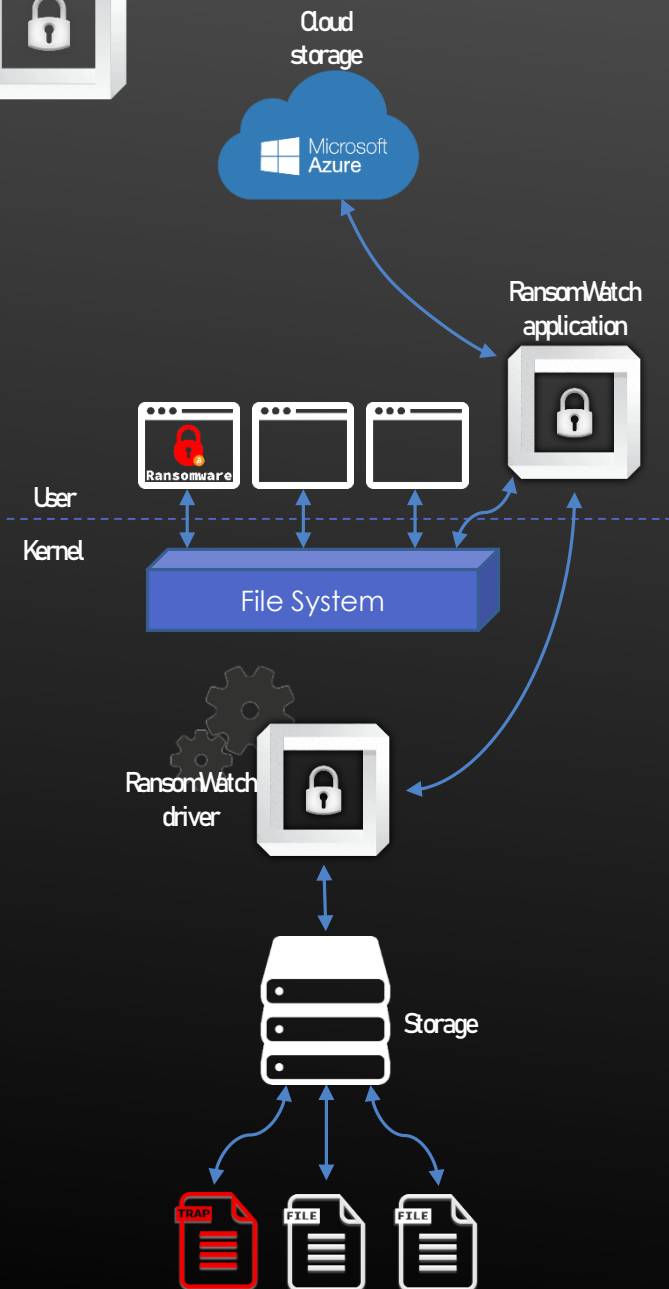 Cloud
storage
Microsoft
Azure
RansomWatch
application
Ransomware
User
Kernel
File System
RansomWatch
driver
Storage
TRAP
FILE
FILE